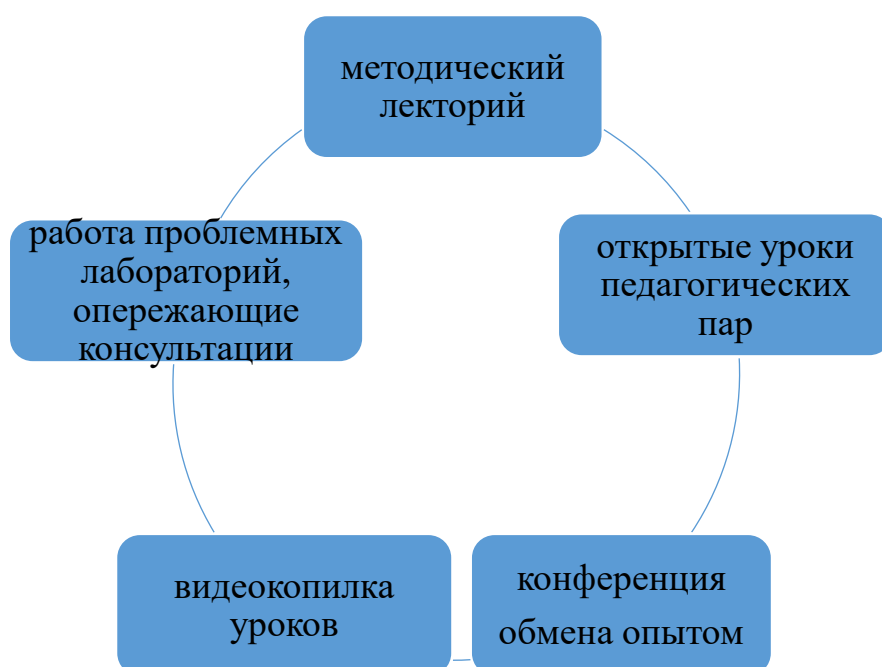 методический
лекторий
открытые уроки
педагогических
пар
конференция
обмена опытом
видеокопилка
уроков
работа проблемных
лабораторий,
опережающие
консультации